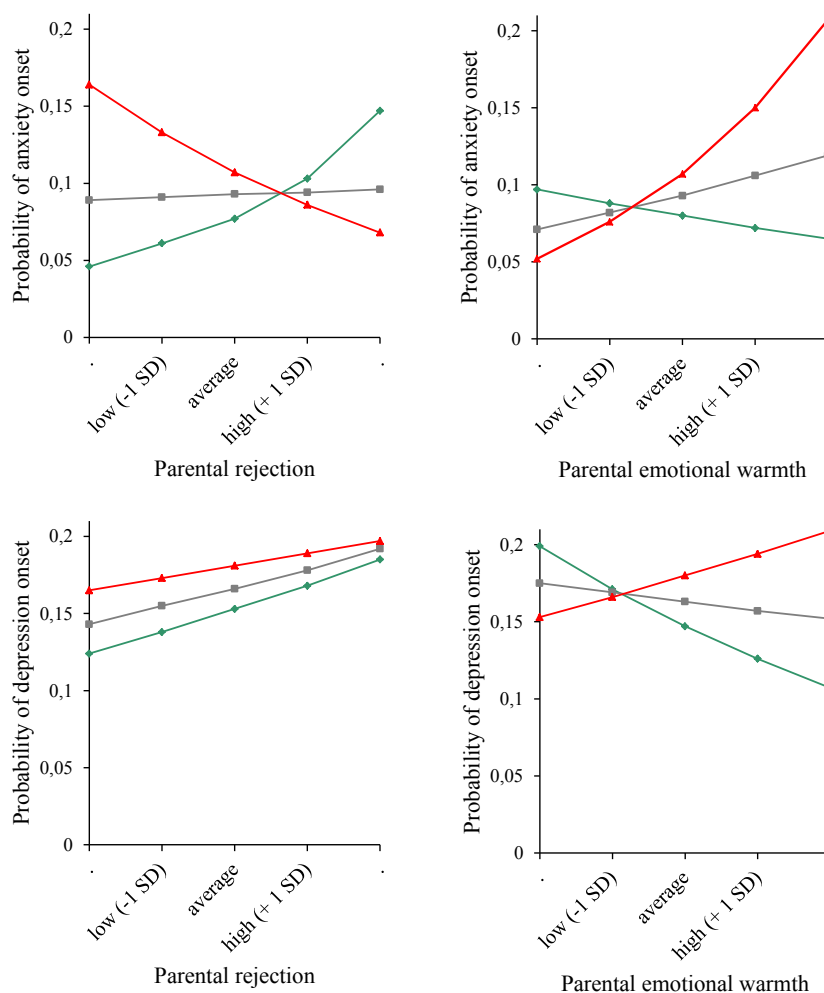 Probability of anxiety onset
0,2
0,15
0,1
0,05
0
.
low (-1 SD)
average
high (+ 1 SD)
.
Parental rejection
Probability of anxiety onset
0,2
0,15
0,1
0,05
0
.
low (-1 SD)
average
high (+ 1 SD)
Parental emotional warmth
Probability of depression onset
0,2
0,15
0,1
0,05
0
.
low (-1 SD)
average
high (+ 1 SD)
.
Parental rejection
Probability of depression onset
0,2
0,15
0,1
0,05
0
.
low (-1 SD)
average
high (+ 1 SD)
Parental emotional warmth